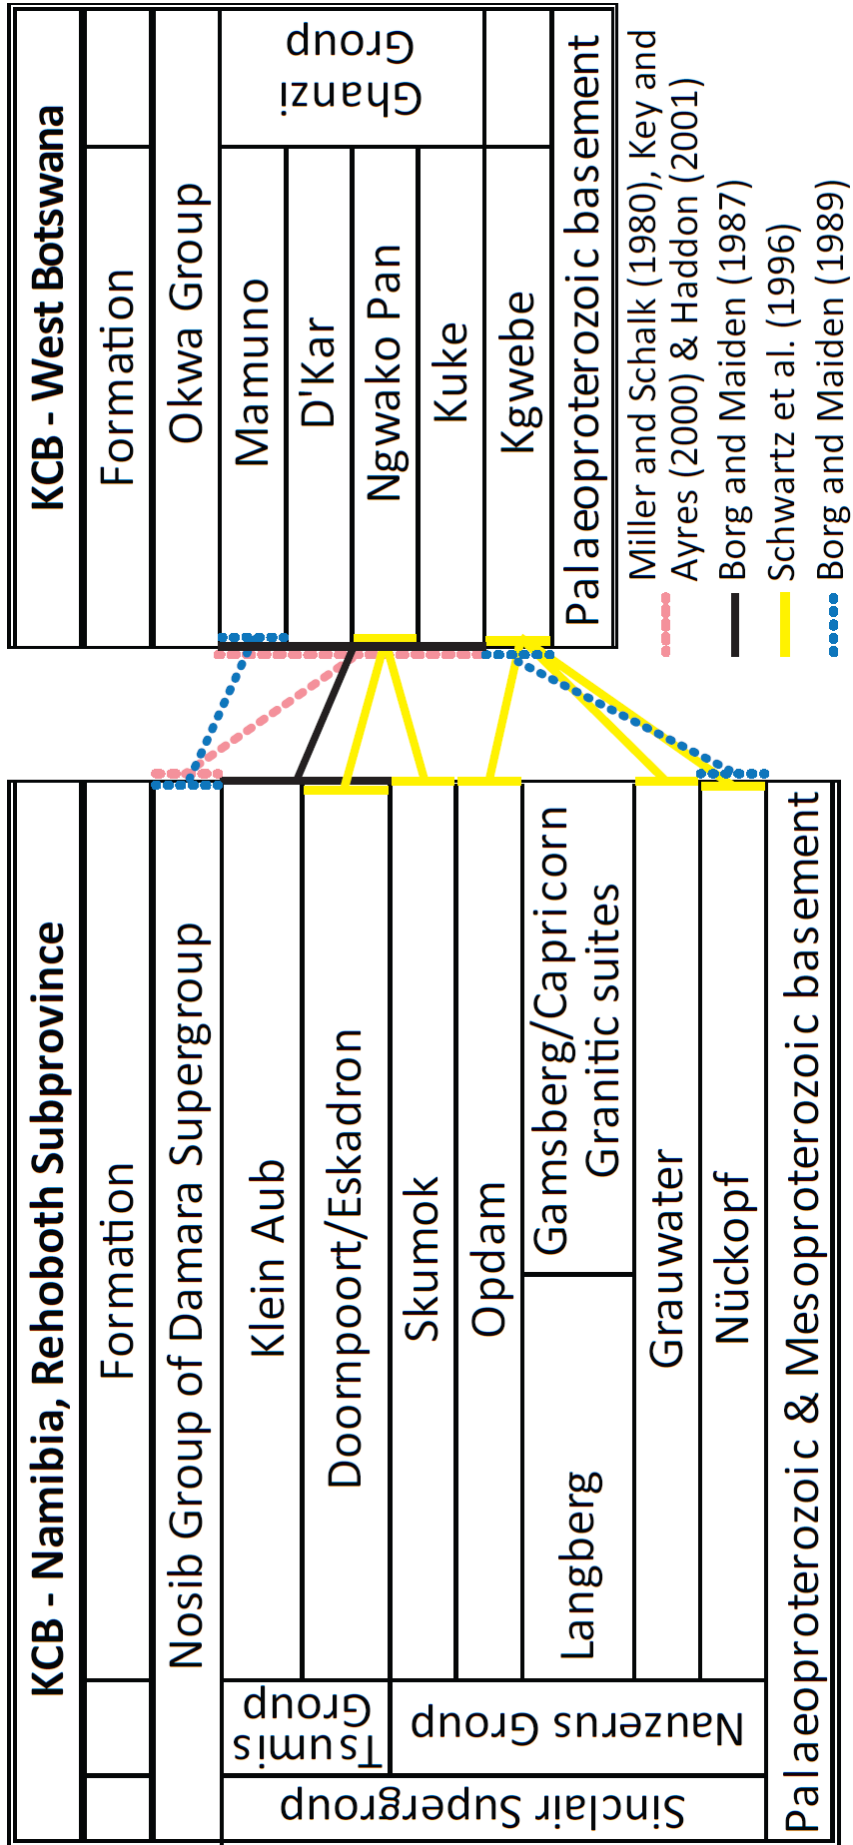 KCB - Namibia, Rehoboth Subprovince
Formation
Nosib Group of Damara Supergroup
Sinclair Supergroup
Tsumis
Group
Klein Aub
Doornpoort/Eskadron
Nauzerus Group
Skumok
Opdam
Langberg
Gamsberg/Capricorn
Granitic suites
Grauwater
Nückopf
Palaeoproterozoic & Mesoproterozoic basement
KCB - West Botswana
Formation
Okwa Group
Mamuno
D'Kar
Ngwako Pan
Kuke
Ghanzi
Group
Kgwebe
Palaeoproterozoic basement
Miller and Schalk (1980), Key and
Ayres (2000) & Haddon (2001)
Borg and Maiden (1987)
Schwartz et al. (1996)
Borg and Maiden (1989)